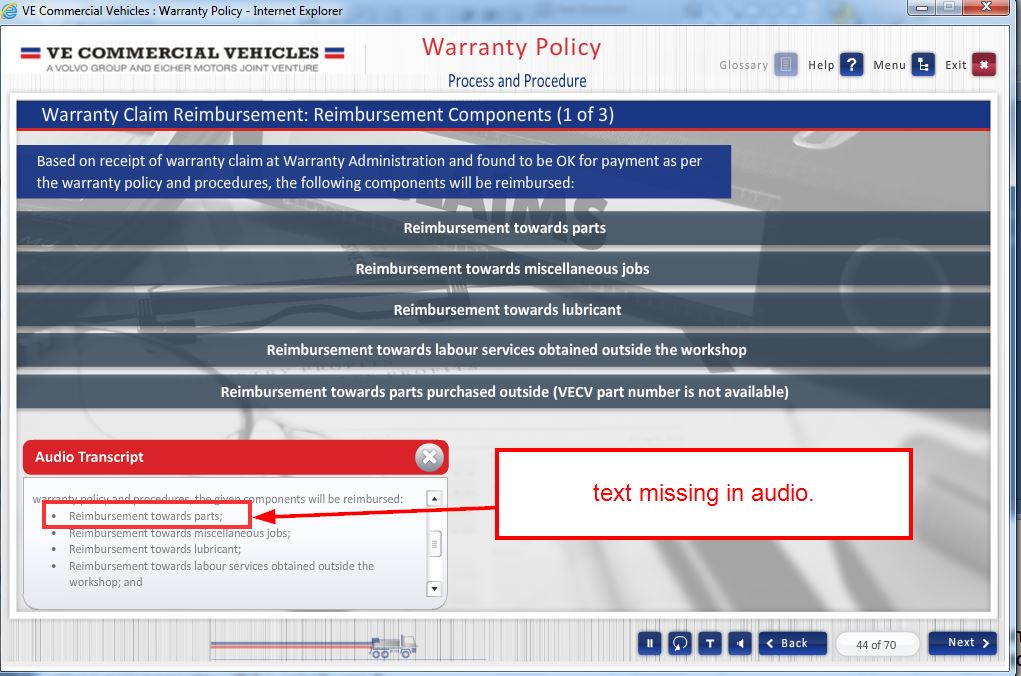 VE Commercial Vehicles : Warranty Policy - Internet Explorer
VE COMMERCIAL VEHICLES
A VOLVO GROUP AND EICHER MOTORS JOINT VENTURE
Warranty Policy
Process and Procedure
Glossary
Help ?
Menu
Exit
Warranty Claim Reimbursement: Reimbursement Components (1 of 3)
Based on receipt of warranty claim at Warranty Administration and found to be OK for payment as per
the warranty policy and procedures, the following components will be reimbursed:
CLAIMS
Reimbursement towards parts
Reimbursement towards miscellaneous jobs
Reimbursement towards lubricant
Reimbursement towards labour services obtained outside the workshop
Reimbursement towards parts purchased outside (VECV part number is not available)
Audio Transcript
warranty policy and procedures, the given components will be reimbursed:
• Reimbursement towards parts;
• Reimbursement towards miscellaneous jobs;
• Reimbursement towards lubricant;
• Reimbursement towards labour services obtained outside the
workshop; and
text missing in audio.
T
Back
44 of 70
Next